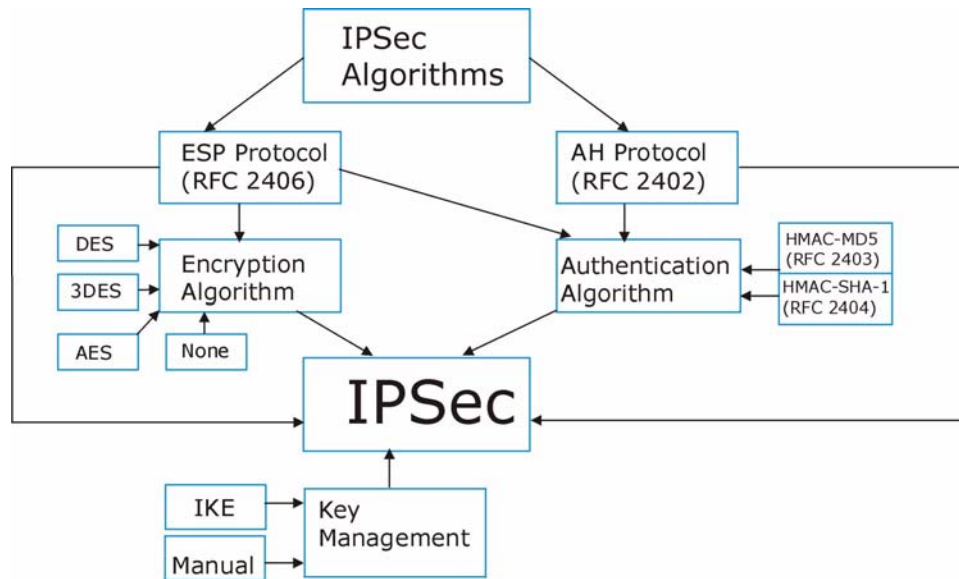 IPSec
Algorithms
ESP Protocol
(RFC 2406)
AH Protocol
(RFC 2402)
DES
3DES
AES
None
Encryption
Algorithm
Authentication
Algorithm
HMAC-MD5
(RFC 2403)
HMAC-SHA-1
(RFC 2404)
IPSec
IKE
Manual
Key
Management